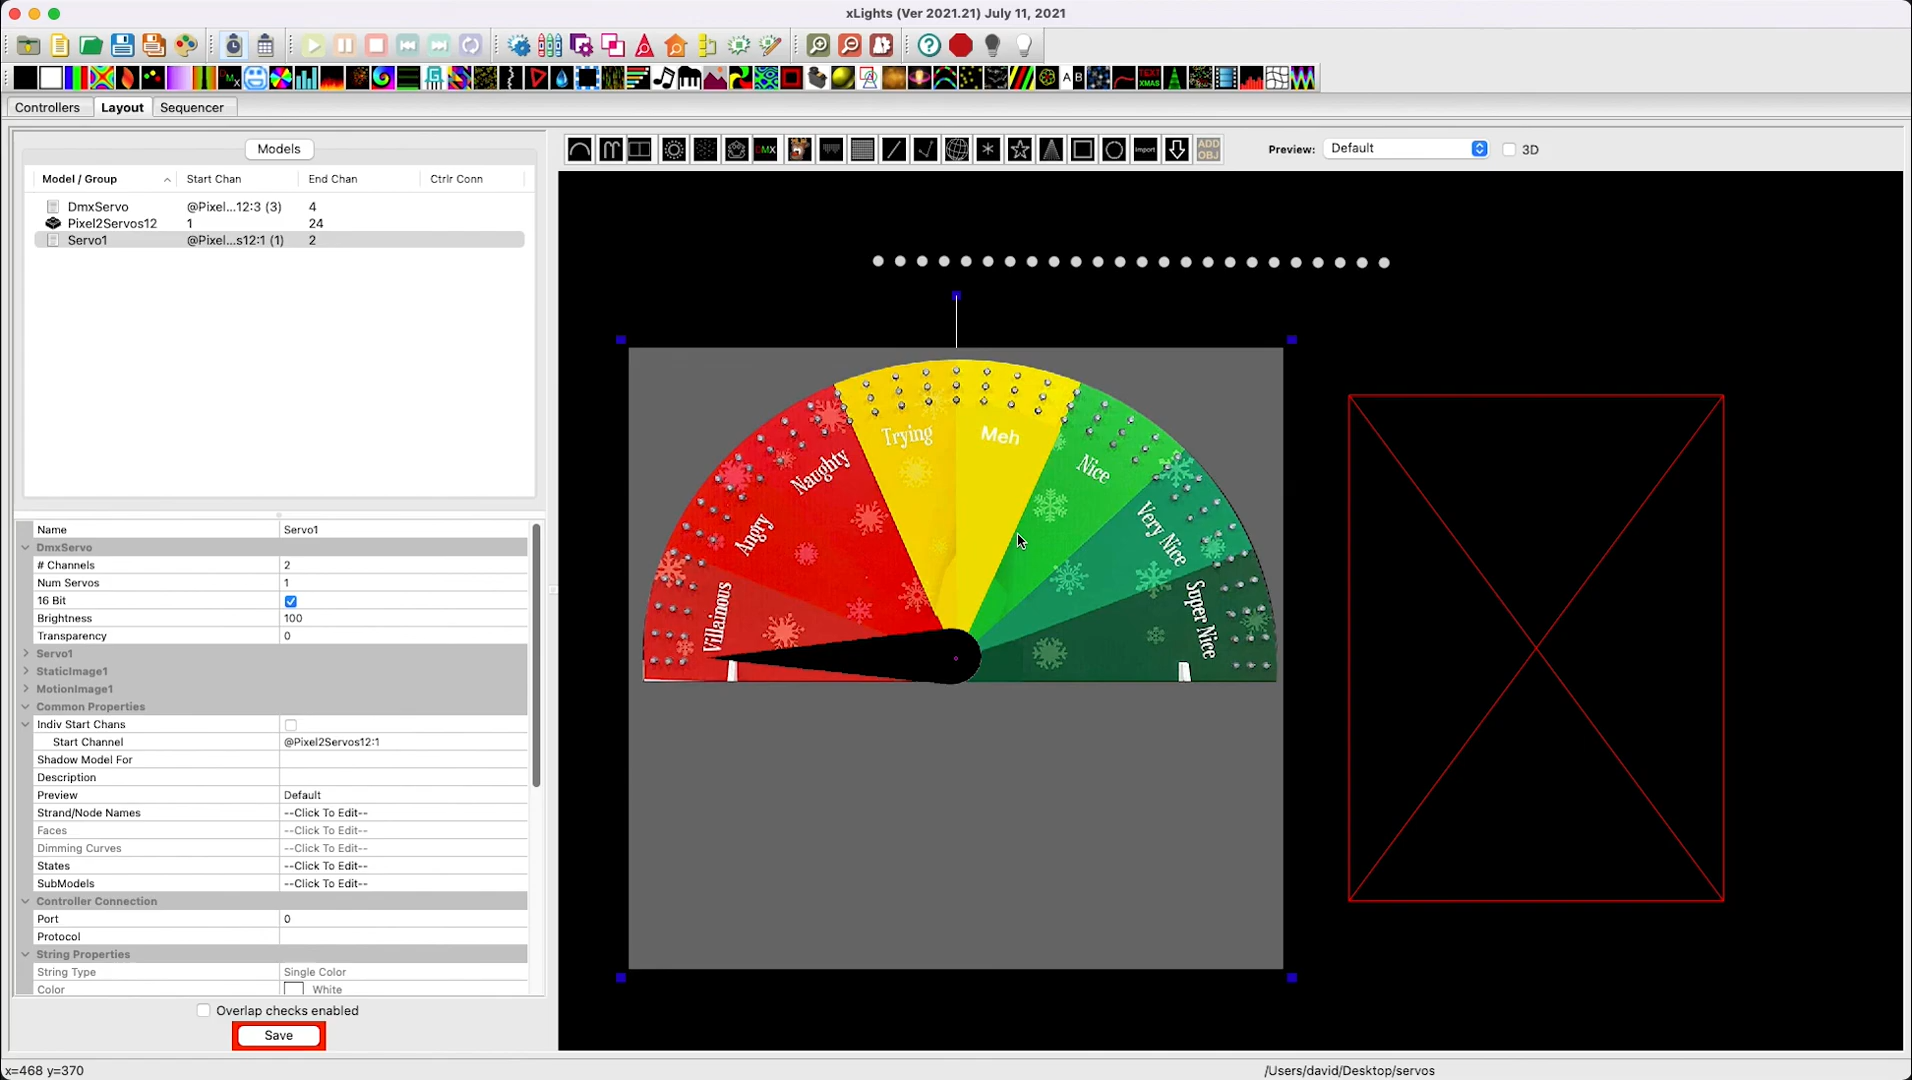 xLights (Ver 2021.21) July 11, 2021
Controllers Layout Sequencer
Models
DMX
Import
ADD OBJ
Preview: Default 3D
Model / Group Start Chan End Chan Ctrlr Conn
DmxServo @Pixel...12:3 (3) 4
Pixel2Servos12 1 24
Servo1 @Pixel...s12:1 (1) 2
Villainous
Angry
Naughty
Trying
Meh
Nice
Very Nice
Super Nice
Name Servo1
DmxServo
# Channels 2
Num Servos 1
16 Bit
Brightness 100
Transparency 0
Servo1
StaticImage1
MotionImage1
Common Properties
Indiv Start Chans
Start Channel @Pixel2Servos12:1
Shadow Model For
Description
Preview Default
Strand/Node Names --Click To Edit--
Faces --Click To Edit--
Dimming Curves --Click To Edit--
States --Click To Edit--
SubModels --Click To Edit--
Controller Connection
Port 0
Protocol
String Properties
String Type Single Color
Color White
Overlap checks enabled
Save
x=468 y=370 /Users/david/Desktop/servos